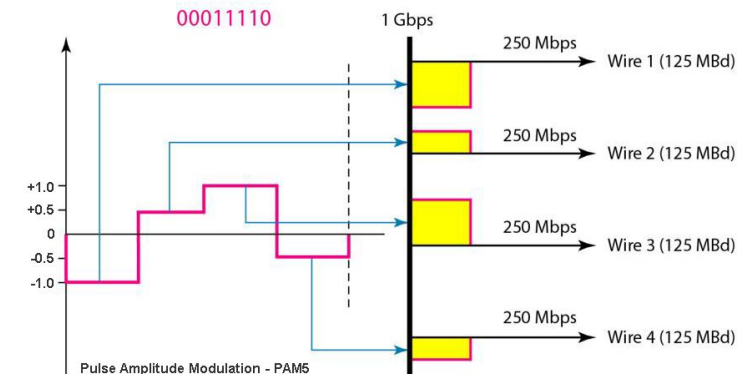 00011110
1 Gbps
250 Mbps
Wire 1 (125 MBd)
250 Mbps
Wire 2 (125 MBd)
+1.0
+0.5
0
-0.5
-1.0
250 Mbps
Wire 3 (125 MBd)
250 Mbps
Wire 4 (125 MBd)
Pulse Amplitude Modulation - PAM5